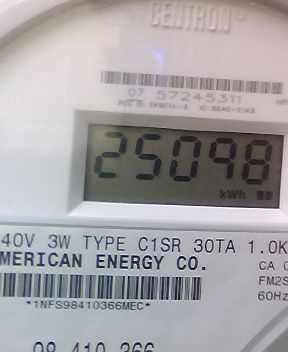 CENTRON®
07 57245311
25098
kWh
40V 3W TYPE C1SR 30TA 1.0K
MERICAN ENERGY CO.
CA 0
FM2S
60Hz
*1NFS98410366MEC*
98 410 366